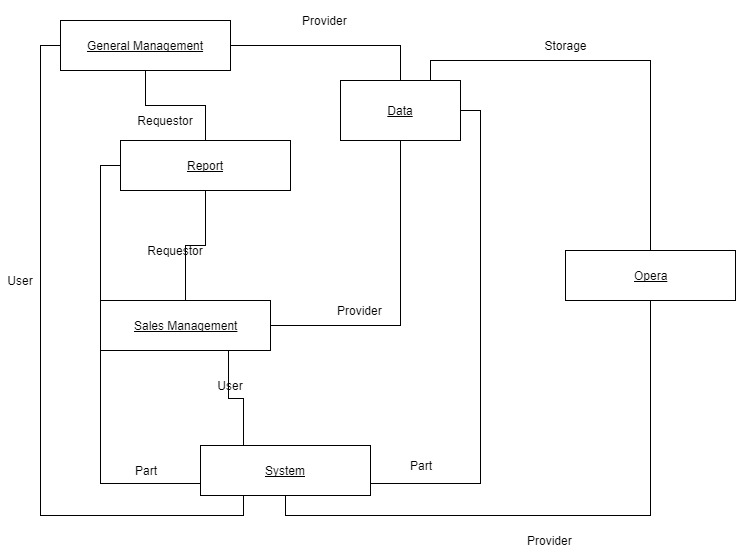 Provider
General Management
Storage
Data
Requestor
Report
Requestor
Opera
User
Provider
Sales Management
User
Part
Part
System
Provider